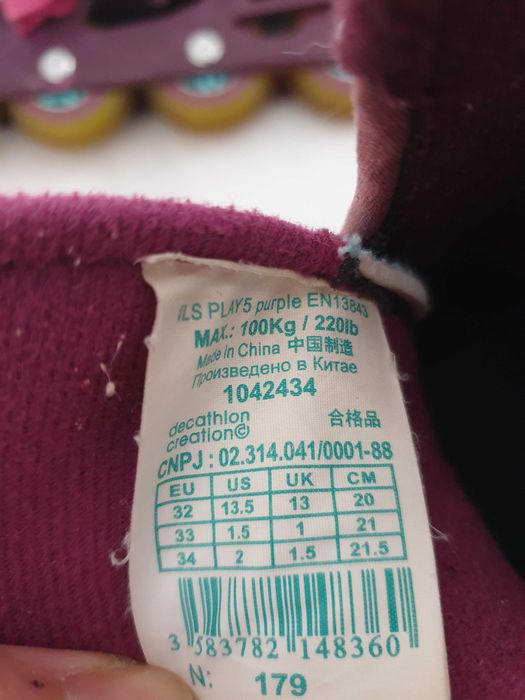 ILS PLAY5 purple EN13843
MAX.: 100Kg / 220lb
Made in China 中国制造
Произведено в Китае
1042434
decathlon
creation© 合格品
CNPJ : 02.314.041/0001-88
EU US UK CM
32 13.5 13 20
33 1.5 1 21
34 2 1.5 21.5
3 583782 148360
N: 179